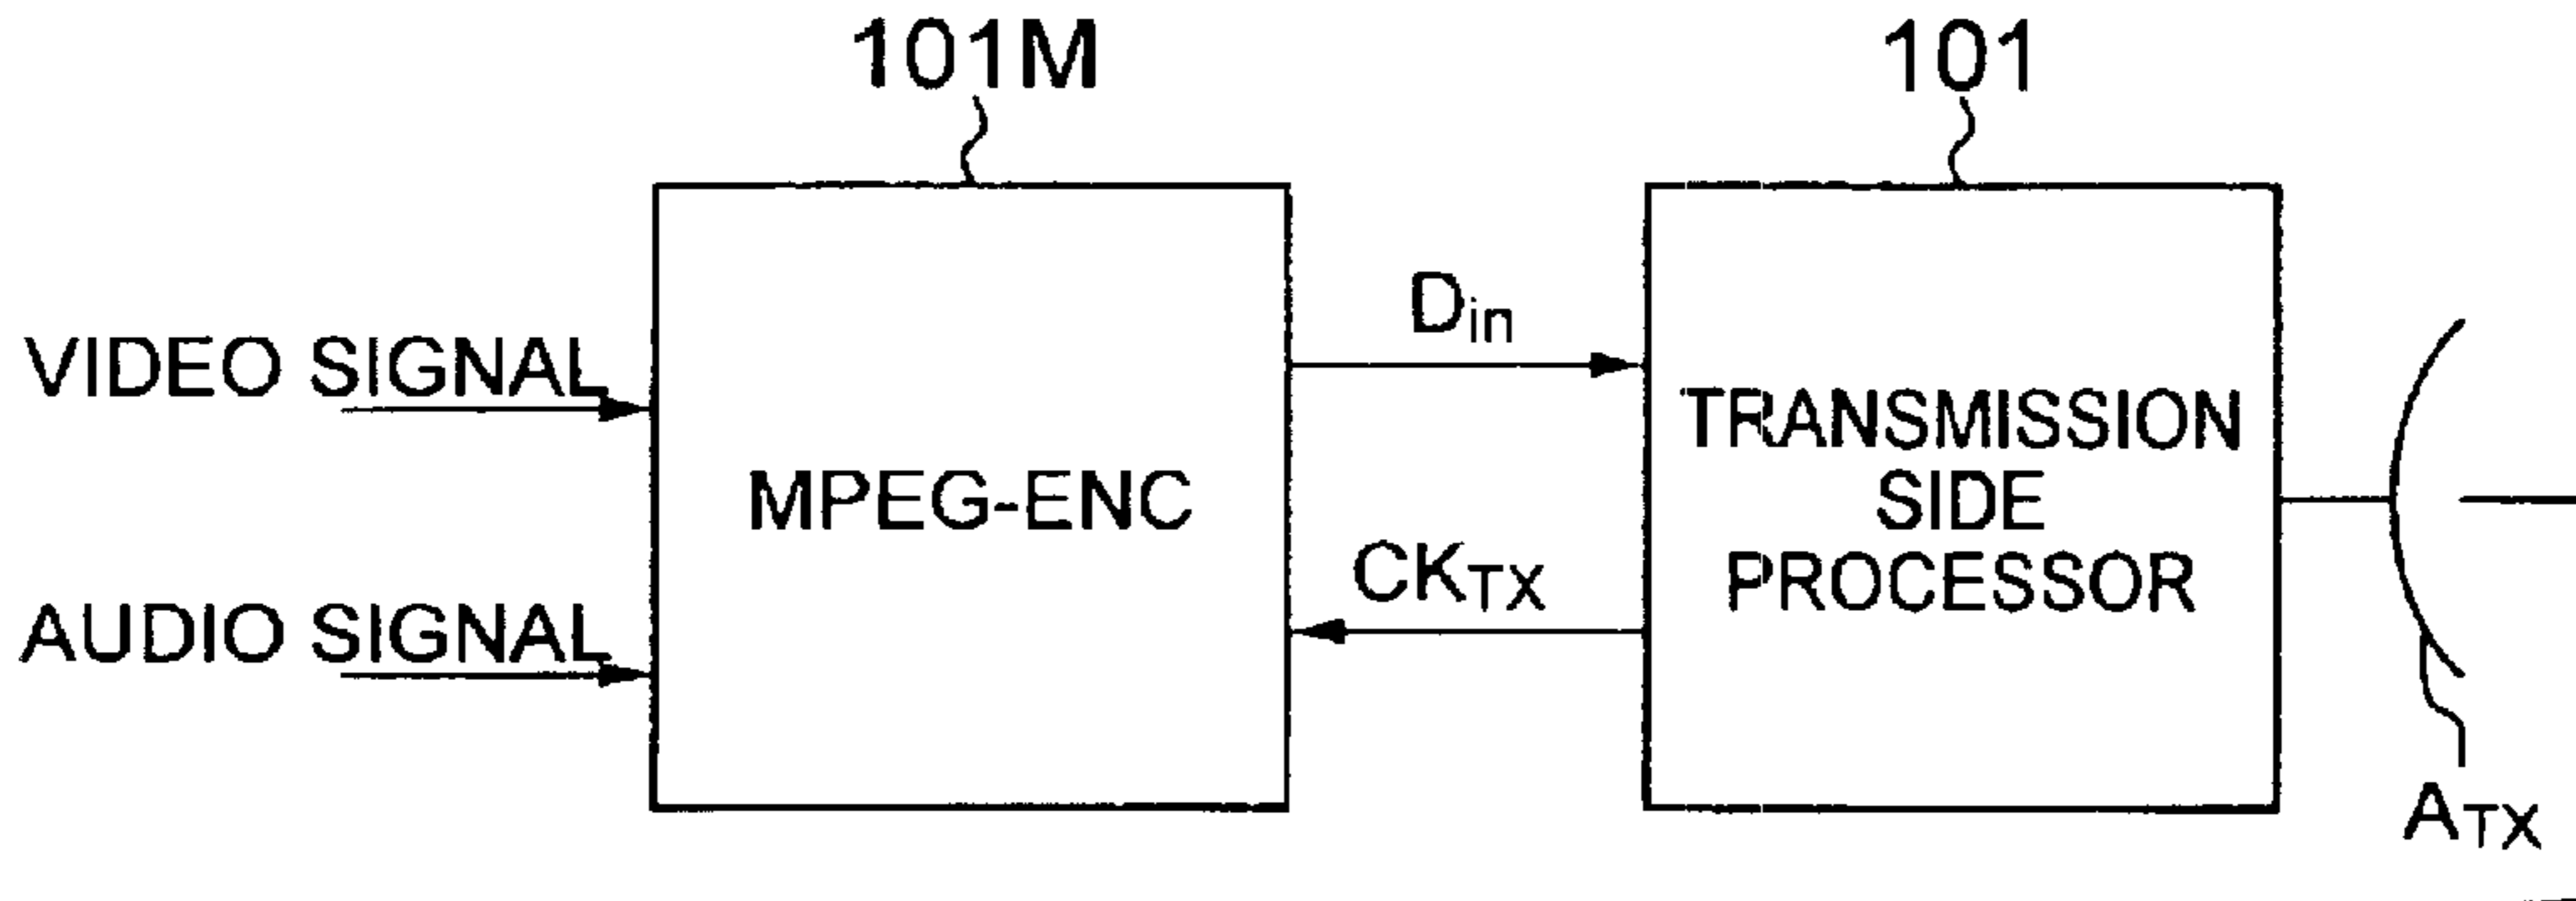 101M
101
VIDEO SIGNAL
AUDIO SIGNAL
MPEG-ENC
Din
CKTX
TRANSMISSION
SIDE
PROCESSOR
ATX